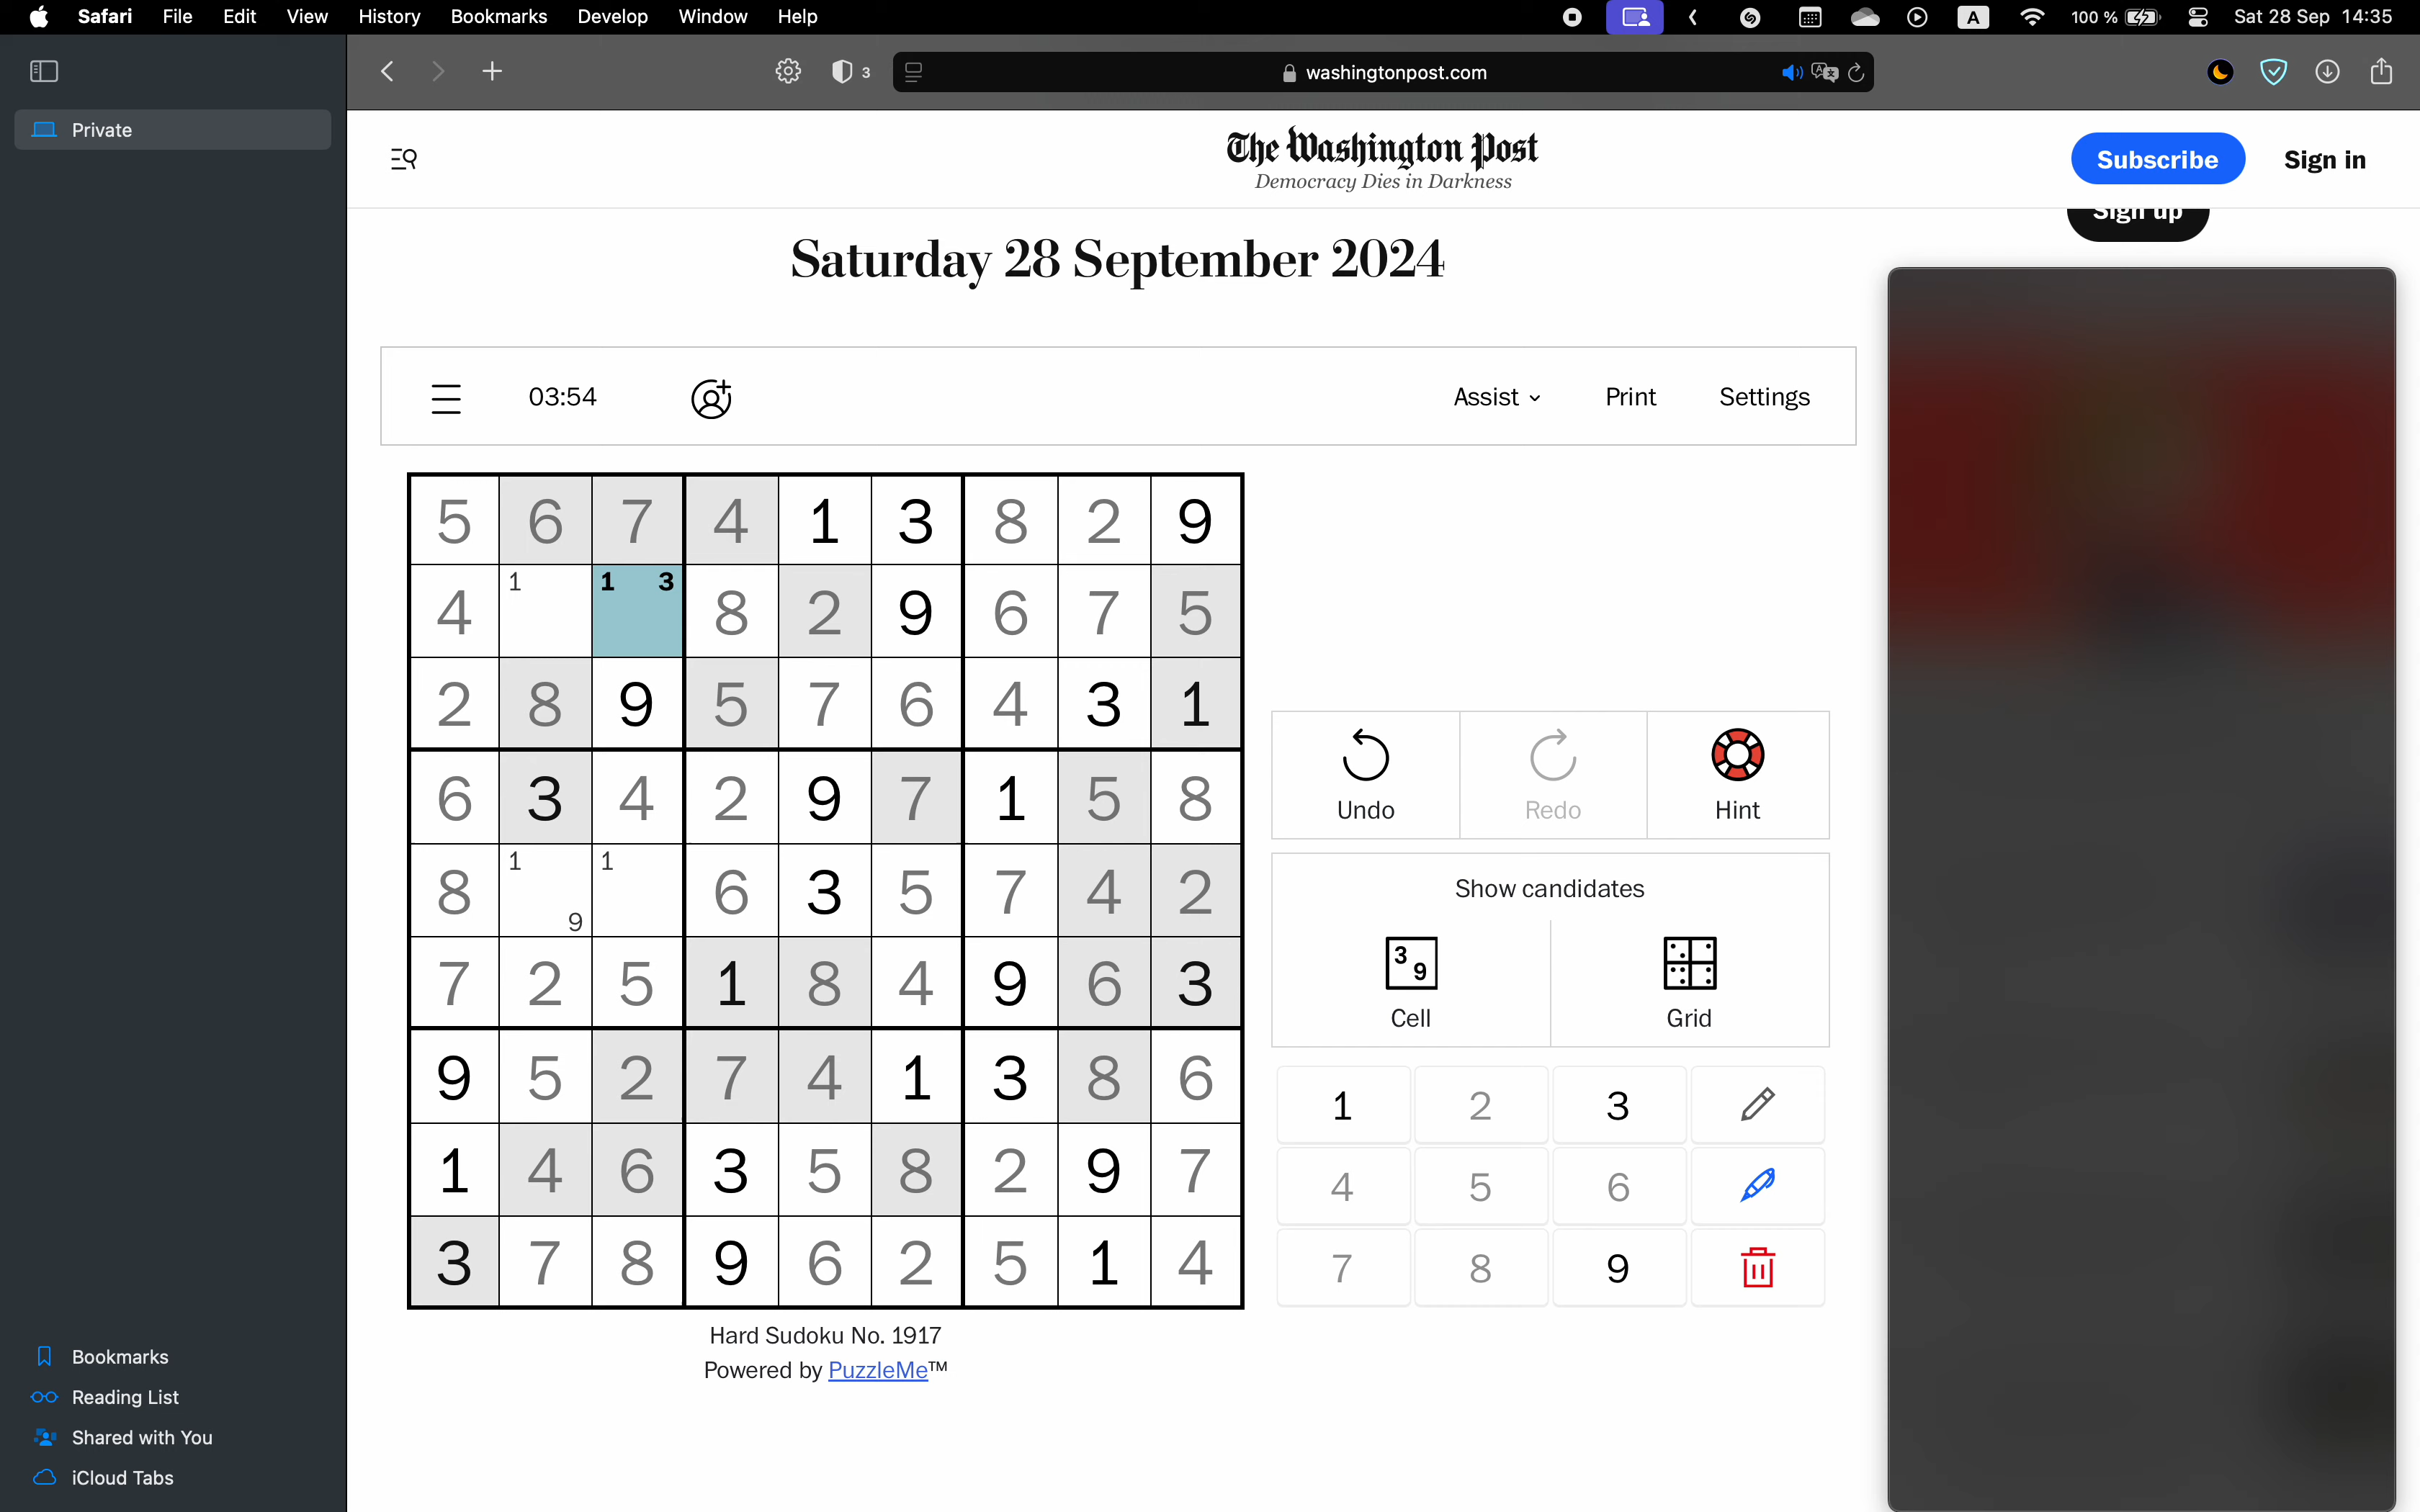 Safari File Edit View History Bookmarks Develop Window Help A 100 % Sat 28 Sep 14:35
3 washingtonpost.com
Private
The Washington Post
Democracy Dies in Darkness
Subscribe
Sign in
Sign up
Saturday 28 September 2024
03:54
Assist
Print
Settings
5 6 7 4 1 3 8 2 9
4 1 1 3 8 2 9 6 7 5
2 8 9 5 7 6 4 3 1
6 3 4 2 9 7 1 5 8
8 1 9 1 6 3 5 7 4 2
7 2 5 1 8 4 9 6 3
9 5 2 7 4 1 3 8 6
1 4 6 3 5 8 2 9 7
3 7 8 9 6 2 5 1 4
Hard Sudoku No. 1917
Powered by PuzzleMe™
Undo
Redo
Hint
Show candidates
3 9
Cell
Grid
1 2 3
4 5 6
7 8 9
Bookmarks
Reading List
Shared with You
iCloud Tabs